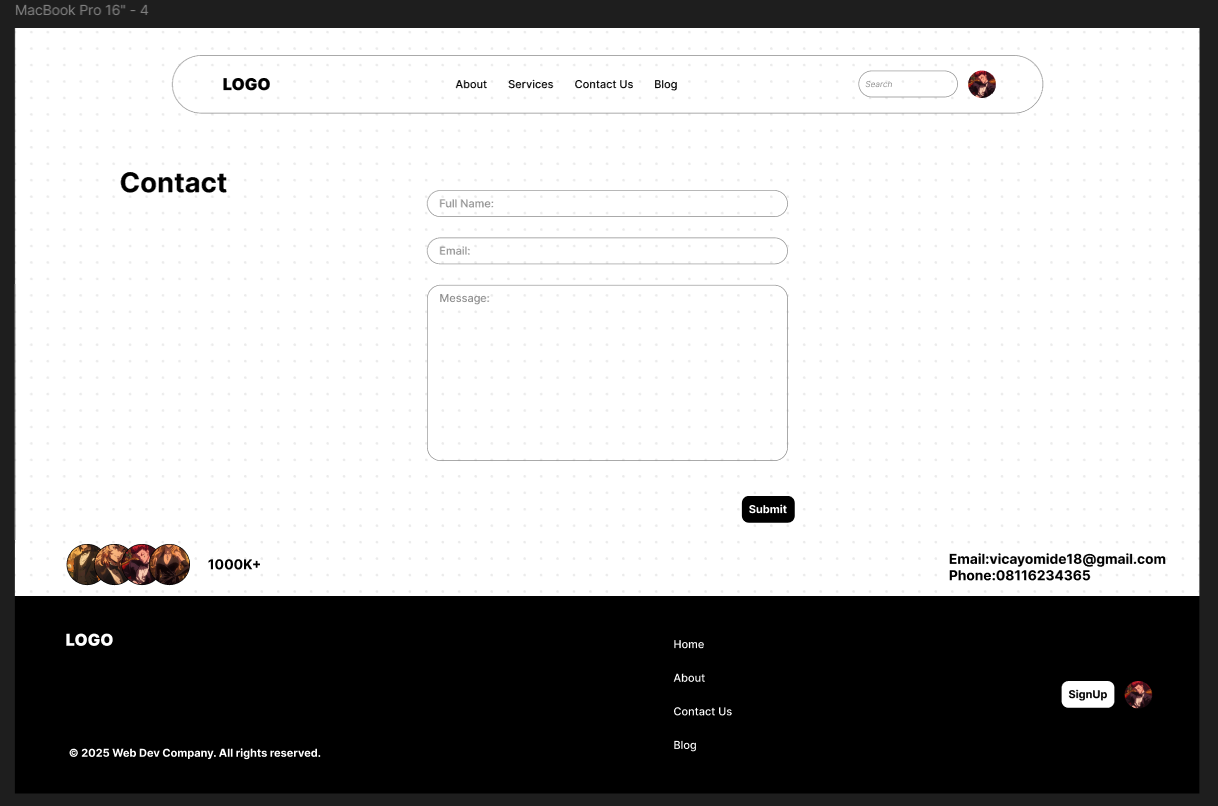 MacBook Pro 16" - 4
LOGO
About
Services
Contact Us
Blog
Search
Contact
Full Name:
Email:
Message:
Submit
1000K+
Email:vicayomide18@gmail.com
Phone:08116234365
LOGO
Home
About
Contact Us
Blog
SignUp
© 2025 Web Dev Company. All rights reserved.